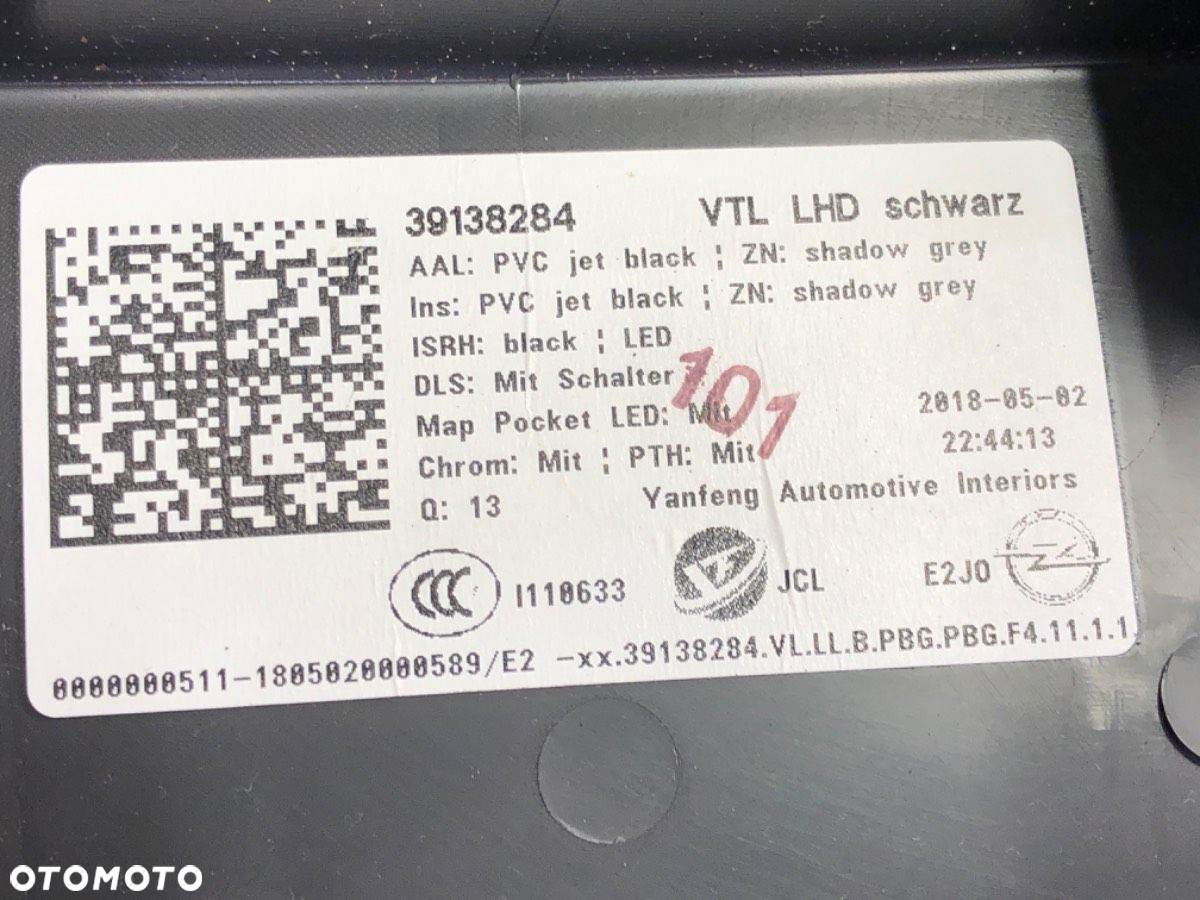 39138284 VTL LHD schwarz
AAL: PVC jet black ¦ ZN: shadow grey
Ins: PVC jet black ¦ ZN: shadow grey
ISRH: black ¦ LED
DLS: Mit Schalter
101
Map Pocket LED: Mit
2018-05-02
Chrom: Mit ¦ PTH: Mit
22:44:13
Q: 13
Yanfeng Automotive Interiors
CCC I110633 JCL E2JO
0000000511-1805020000589/E2 -xx.39138284.VL.LL.B.PBG.PBG.F4.11.1.1
OTOMOTO